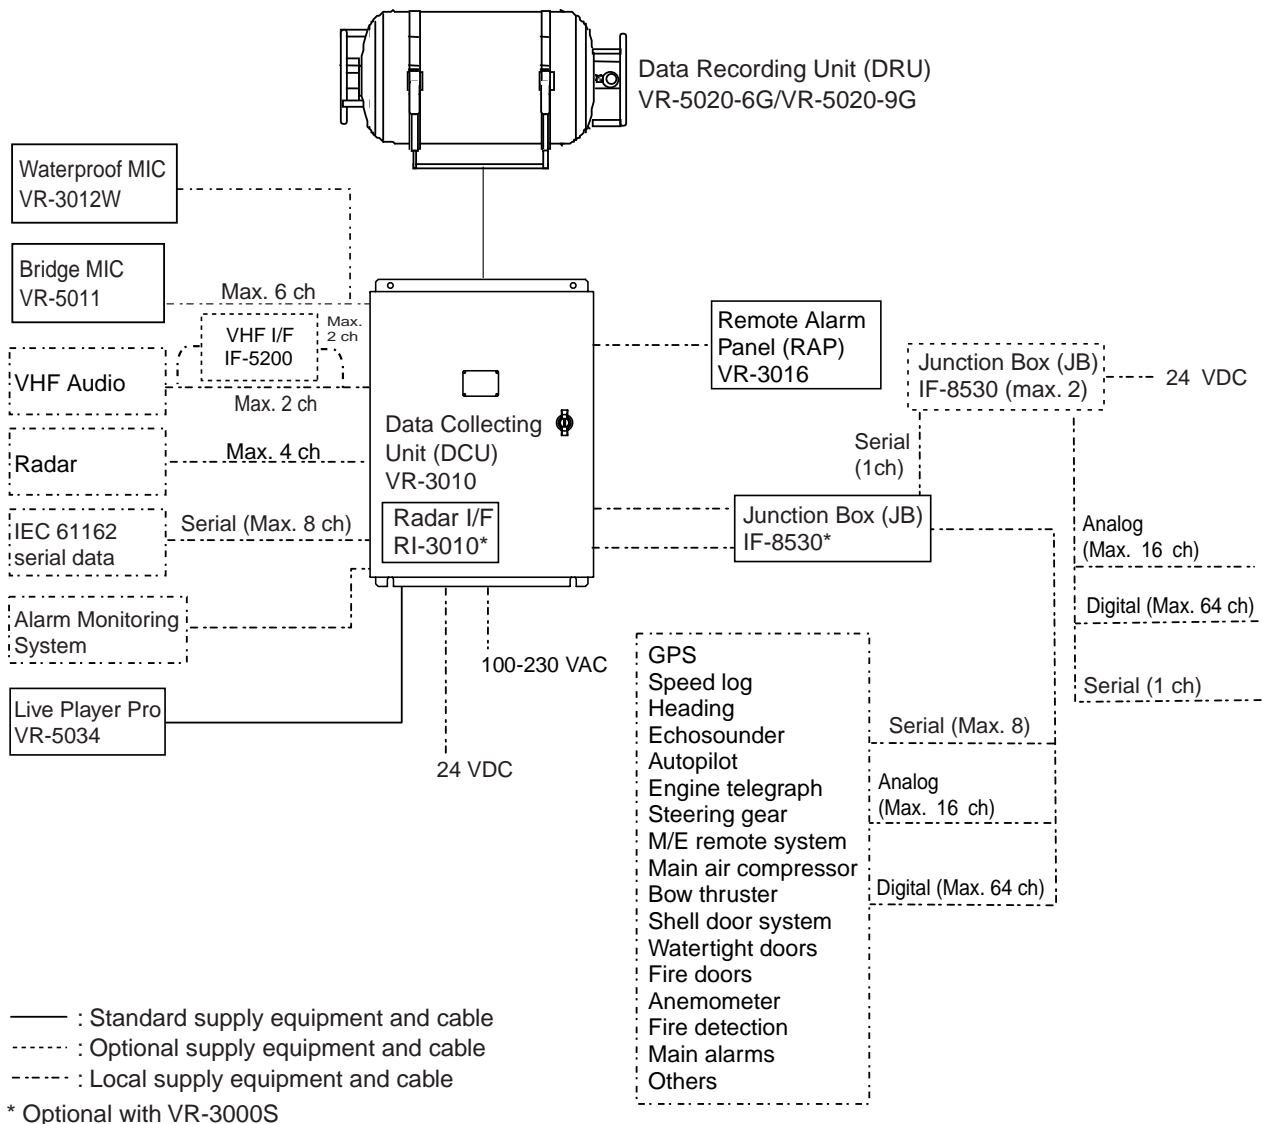 Data Recording Unit (DRU)
VR-5020-6G/VR-5020-9G
Waterproof MIC
VR-3012W
Bridge MIC
VR-5011
Max. 6 ch
VHF I/F
IF-5200
Max.
2 ch
VHF Audio
Max. 2 ch
Radar
Max. 4 ch
IEC 61162
serial data
Serial (Max. 8 ch)
Alarm Monitoring
System
Live Player Pro
VR-5034
Data Collecting
Unit (DCU)
VR-3010
Radar I/F
RI-3010*
100-230 VAC
24 VDC
Remote Alarm
Panel (RAP)
VR-3016
Junction Box (JB)
IF-8530 (max. 2)
24 VDC
Serial
(1ch)
Junction Box (JB)
IF-8530*
Analog
(Max. 16 ch)
Digital (Max. 64 ch)
Serial (1 ch)
GPS
Speed log
Heading
Echosounder
Autopilot
Engine telegraph
Steering gear
M/E remote system
Main air compressor
Bow thruster
Shell door system
Watertight doors
Fire doors
Anemometer
Fire detection
Main alarms
Others
Serial (Max. 8)
Analog
(Max. 16 ch)
Digital (Max. 64 ch)
: Standard supply equipment and cable
: Optional supply equipment and cable
: Local supply equipment and cable
* Optional with VR-3000S